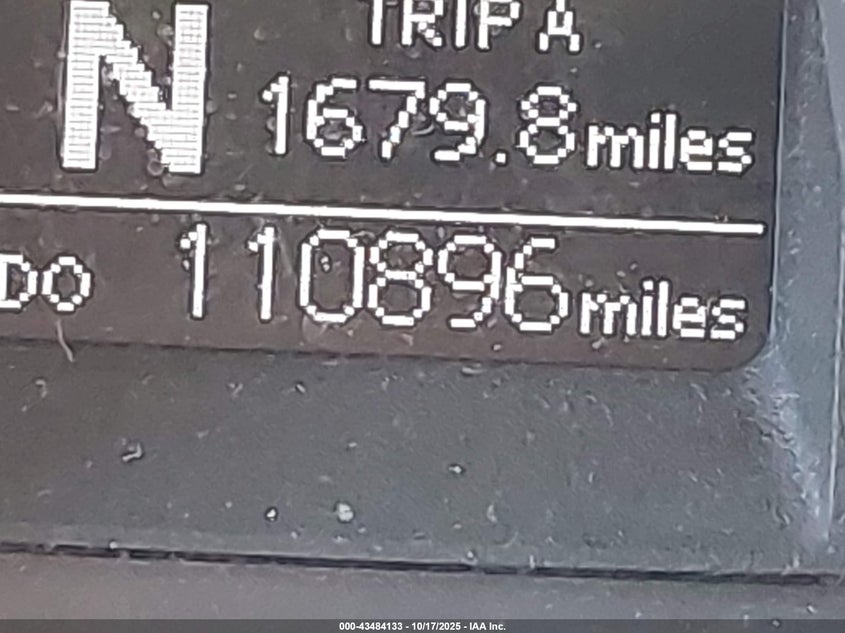 TRIP A
N 1679.8 miles
DO 110896 miles
000-43484133 - 10/17/2025 - IAA Inc.